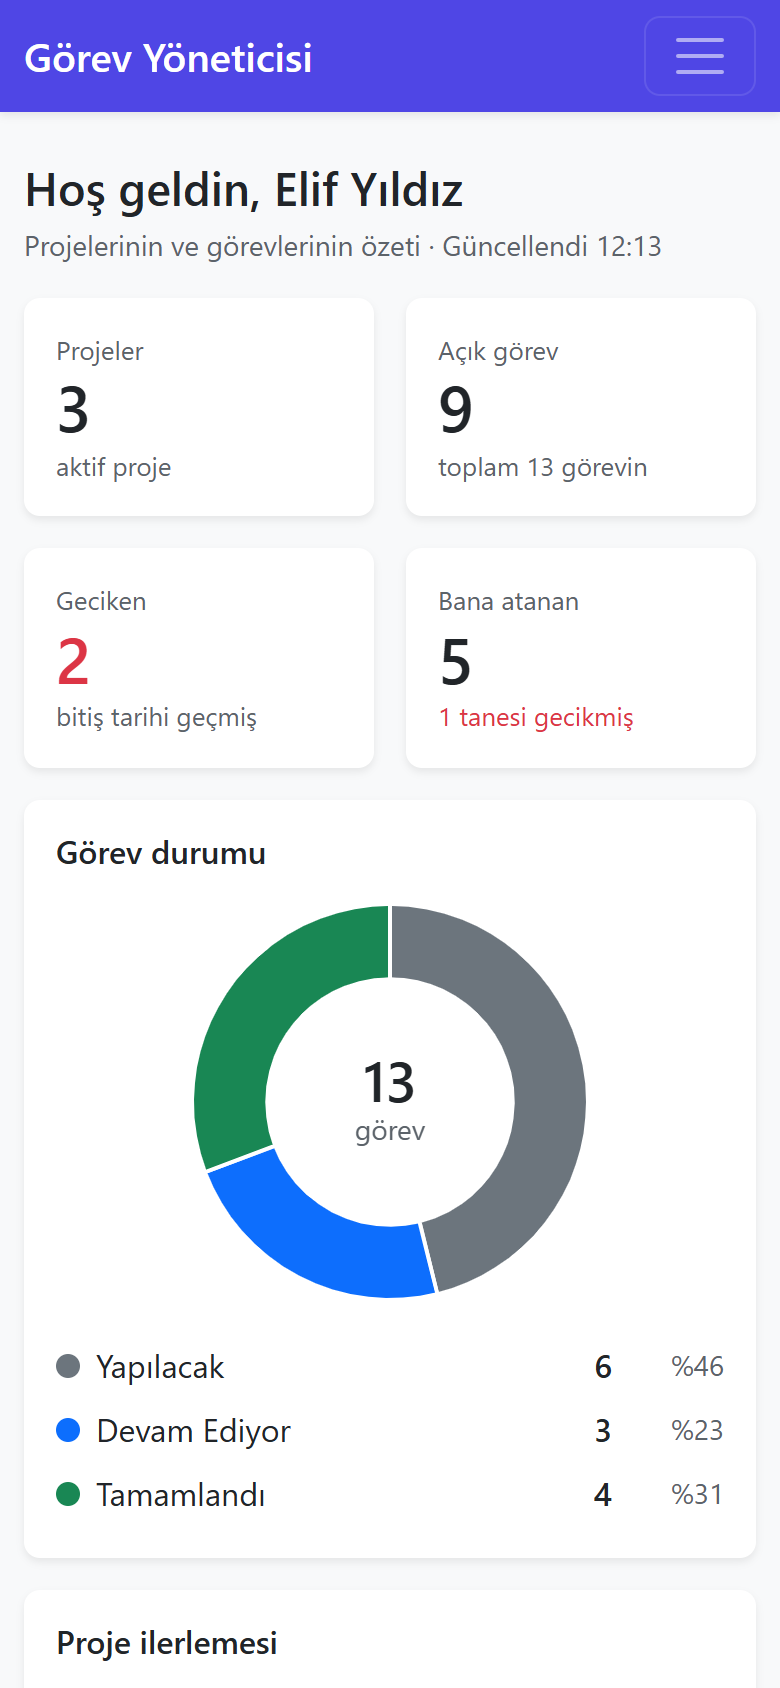 Görev Yöneticisi
Hoş geldin, Elif Yıldız
Projelerinin ve görevlerinin özeti · Güncellendi 12:13
Projeler
3
aktif proje
Açık görev
9
toplam 13 görevin
Geciken
2
bitiş tarihi geçmiş
Bana atanan
5
1 tanesi gecikmiş
Görev durumu
13
görev
Yapılacak 6 %46
Devam Ediyor 3 %23
Tamamlandı 4 %31
Proje ilerlemesi